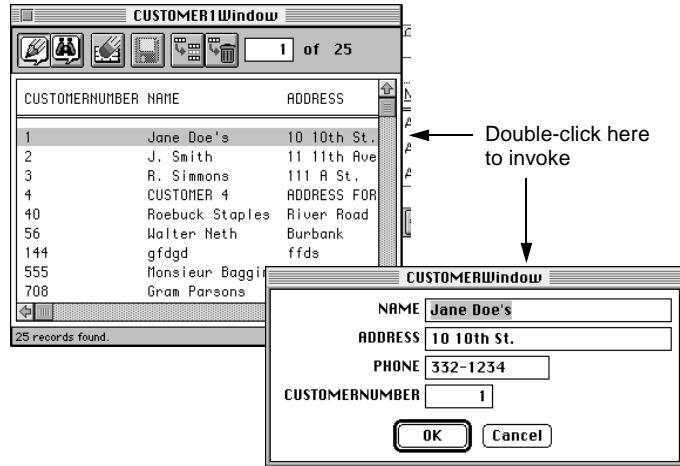 CUSTOMER1Window
1 of 25
CUSTOMERNUMBER NAME ADDRESS
1 Jane Doe's 10 10th St.
2 J. Smith 11 11th Ave
3 R. Simmons 111 A St.
4 CUSTOMER 4 ADDRESS FOR
40 Roebuck Staples River Road
56 Walter Neth Burbank
144 gfdgd ffds
555 Monsieur Baggi
708 Gram Parsons
25 records found.
Double-click here
to invoke
CUSTOMERWindow
NAME Jane Doe's
ADDRESS 10 10th St.
PHONE 332-1234
CUSTOMERNUMBER 1
OK Cancel